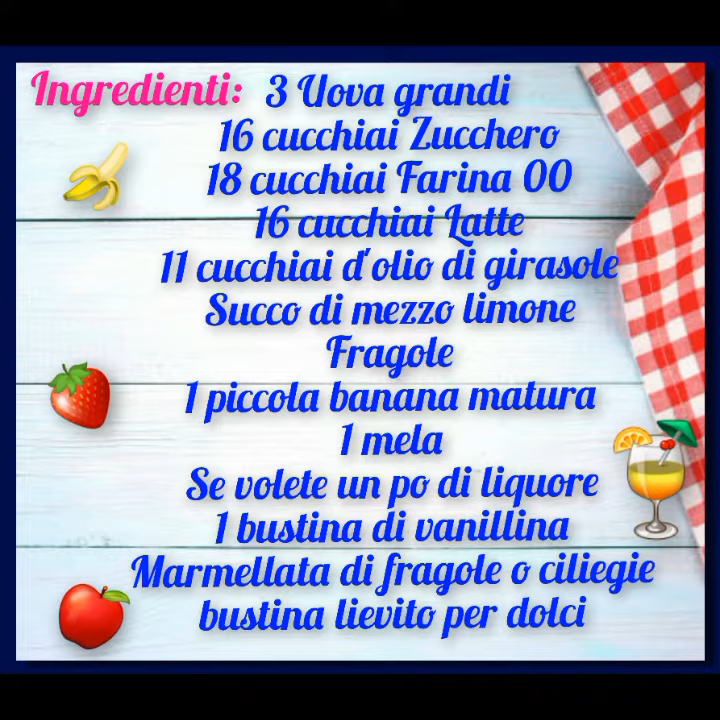 Ingredienti: 3 Uova grandi
16 cucchiai Zucchero
18 cucchiai Farina 00
16 cucchiai Latte
11 cucchiai d'olio di girasole
Succo di mezzo limone
Fragole
1 piccola banana matura
1 mela
Se volete un po di liquore
1 bustina di vanillina
Marmellata di fragole o ciliegie
bustina lievito per dolci